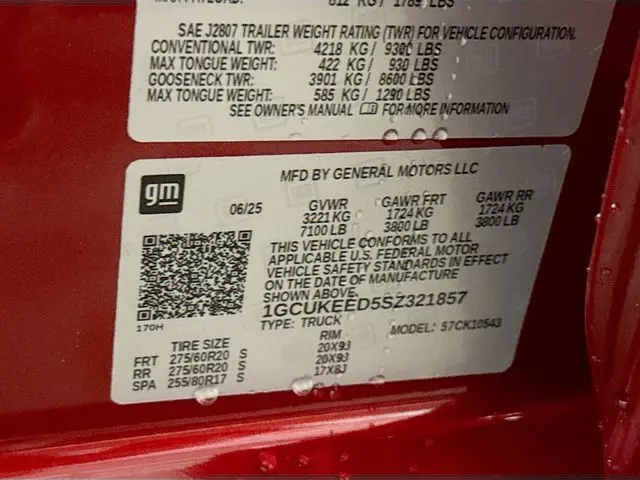 812 KG / 1789 LBS
SAE J2807 TRAILER WEIGHT RATING (TWR) FOR VEHICLE CONFIGURATION.
CONVENTIONAL TWR: 4218 KG / 9300 LBS
MAX TONGUE WEIGHT: 422 KG / 930 LBS
GOOSENECK TWR: 3901 KG / 8600 LBS
MAX TONGUE WEIGHT: 585 KG / 1290 LBS
SEE OWNER'S MANUAL FOR MORE INFORMATION
gm
MFD BY GENERAL MOTORS LLC
06/25 GVWR GAWR FRT GAWR RR
3221 KG 1724 KG 1724 KG
7100 LB 3800 LB 3800 LB
THIS VEHICLE CONFORMS TO ALL
APPLICABLE U.S. FEDERAL MOTOR
VEHICLE SAFETY STANDARDS IN EFFECT
ON THE DATE OF MANUFACTURE
SHOWN ABOVE.
1GCUKEED5SZ321857
170H
TYPE: TRUCK MODEL: 57CK10543
TIRE SIZE RIM
FRT 275/60R20 S 20X9J
RR 275/60R20 S 20X9J
SPA 255/80R17 S 17X8J